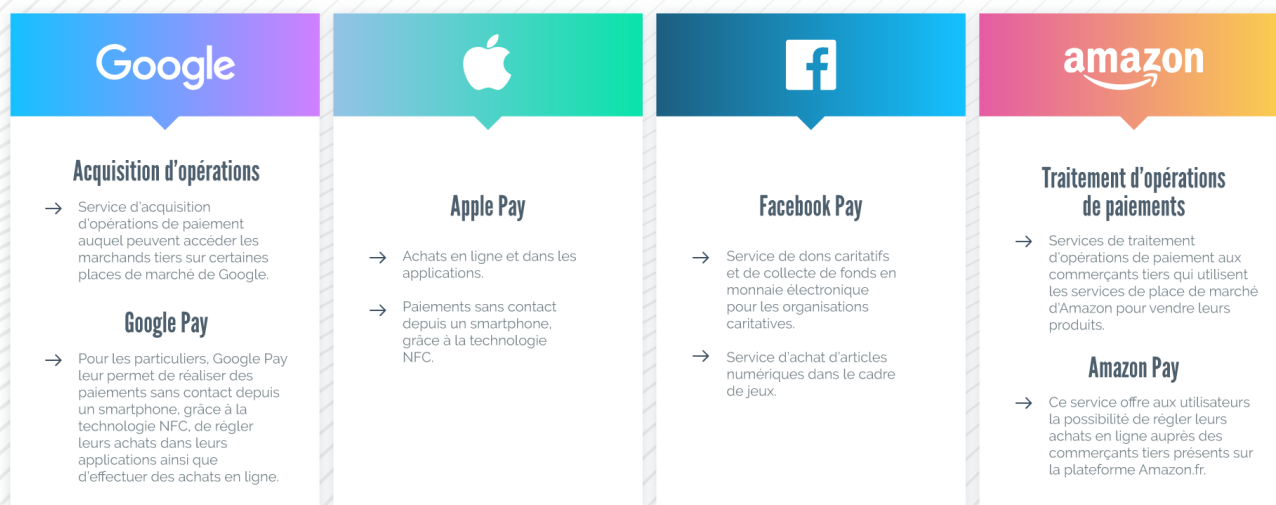 Google
Acquisition d'opérations
→ Service d'acquisition
d'opérations de paiement
auquel peuvent accéder les
marchands tiers sur certaines
places de marché de Google.
Google Pay
→ Pour les particuliers, Google Pay
leur permet de réaliser des
paiements sans contact depuis
un smartphone, grâce à la
technologie NFC, de régler
leurs achats dans leurs
applications ainsi que
d'effectuer des achats en ligne.
Apple Pay
→ Achats en ligne et dans les
applications.
→ Paiements sans contact
depuis un smartphone,
grâce à la technologie
NFC.
f
Facebook Pay
→ Service de dons caritatifs
et de collecte de fonds en
monnaie électronique
pour les organisations
caritatives.
→ Service d'achat d'articles
numériques dans le cadre
de jeux.
amazon
Traitement d'opérations
de paiements
→ Services de traitement
d'opérations de paiement aux
commerçants tiers qui utilisent
les services de place de marché
d'Amazon pour vendre leurs
produits.
Amazon Pay
→ Ce service offre aux utilisateurs
la possibilité de régler leurs
achats en ligne auprès des
commerçants tiers présents sur
la plateforme Amazon.fr.